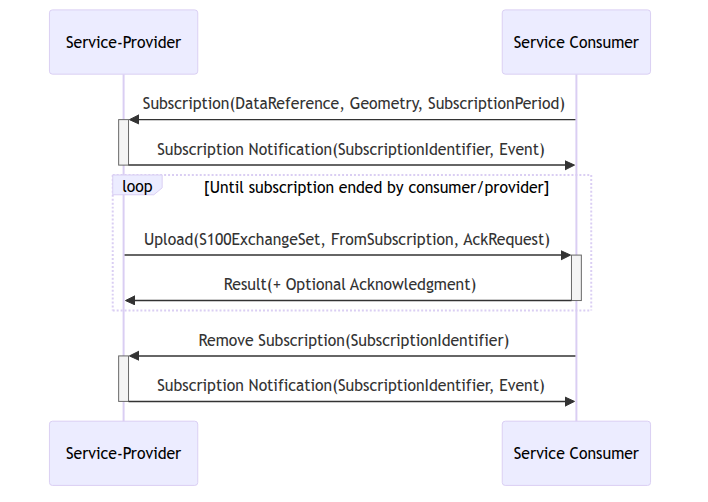 Service-Provider
Service Consumer
Subscription(DataReference, Geometry, SubscriptionPeriod)
Subscription Notification(SubscriptionIdentifier, Event)
loop
[Until subscription ended by consumer/provider]
Upload(S100ExchangeSet, FromSubscription, AckRequest)
Result(+ Optional Acknowledgment)
Remove Subscription(SubscriptionIdentifier)
Subscription Notification(SubscriptionIdentifier, Event)
Service-Provider
Service Consumer